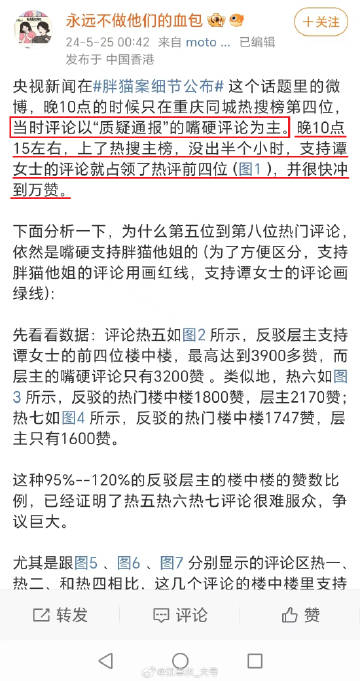 永远不做他们的血包
24-5-25 00:42 来自 moto ... 已编辑
发布于 中国香港
+关注
央视新闻在#胖猫案细节公布# 这个话题里的微
博，晚10点的时候只在重庆同城热搜榜第四位，
当时评论以“质疑通报”的嘴硬评论为主。晚10点
15左右，上了热搜主榜，没出半个小时，支持谭
女士的评论就占领了热评前四位 (图1 )，并很快冲
到万赞。
下面分析一下，为什么第五位到第八位热门评论，
依然是嘴硬支持胖猫他姐的 (为了方便区分，支持
胖猫他姐的评论用画红线，支持谭女士的评论画
绿线)：
先看看数据：评论热五如图2 所示，反驳层主支持
谭女士的前四位楼中楼，最高达到3900多赞，而
层主的嘴硬评论只有3200赞 。类似地，热六如图
3 所示，反驳的热门楼中楼1800赞，层主2170赞；
热七如图4 所示，反驳的热门楼中楼1747赞，层
主只有1600赞。
这种95%--120%的反驳层主的楼中楼的赞数比
例，已经证明了热五热六热七评论很难服众，争
议巨大。
尤其是跟图5 、图6 、图7 分别显示的评论区热一、
热二、和热四相比，这几个评论的楼中楼里支持
转发
评论
赞